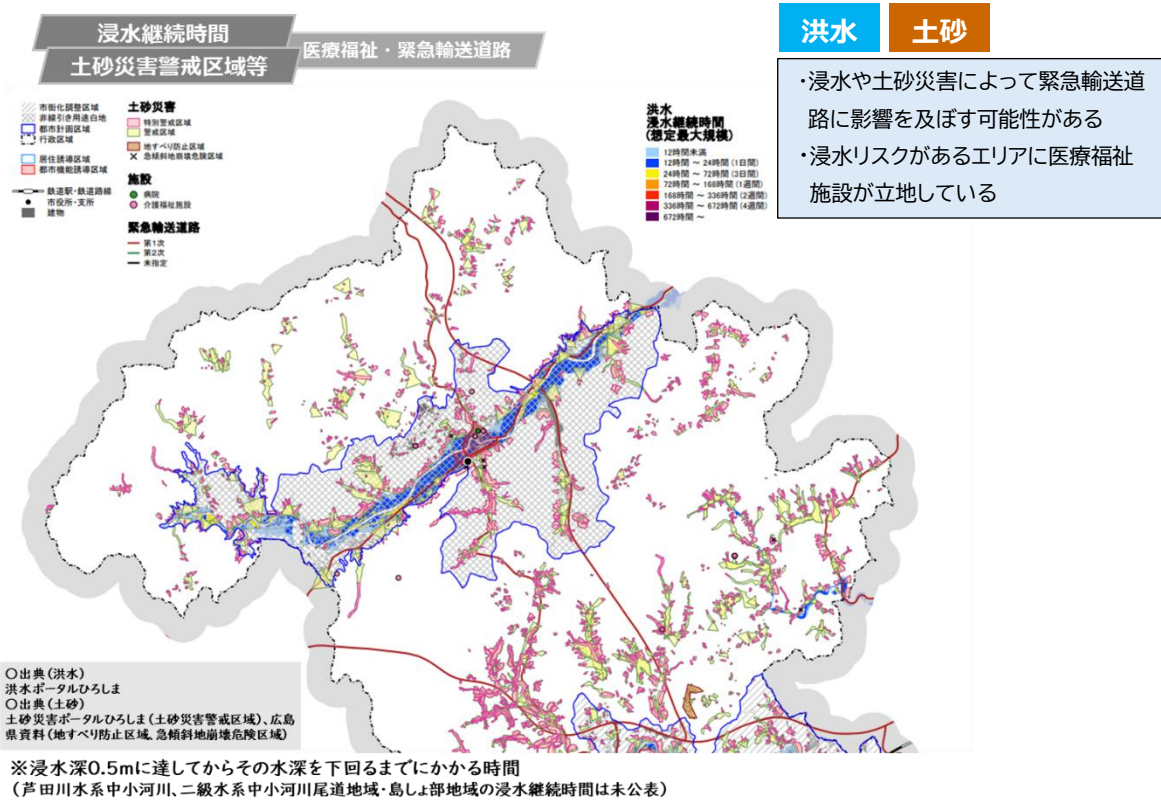 浸水継続時間
土砂災害警戒区域等
医療福祉・緊急輸送道路
洪水
土砂
・浸水や土砂災害によって緊急輸送道
路に影響を及ぼす可能性がある
・浸水リスクがあるエリアに医療福祉
施設が立地している
市街化調整区域
非線引き用途白地
都市計画区域
行政区域
居住誘導区域
都市機能誘導区域
鉄道駅・鉄道路線
市役所・支所
建物
土砂災害
特別警戒区域
警戒区域
地すべり防止区域
急傾斜地崩壊危険区域
施設
病院
介護福祉施設
緊急輸送道路
第1次
第2次
未指定
洪水
浸水継続時間
(想定最大規模)
12時間未満
12時間 ～ 24時間 (1日間)
24時間 ～ 72時間 (3日間)
72時間 ～ 168時間 (1週間)
168時間 ～ 336時間 (2週間)
336時間 ～ 672時間 (4週間)
672時間 ～
○出典(洪水)
洪水ポータルひろしま
○出典(土砂)
土砂災害ポータルひろしま(土砂災害警戒区域)、広島
県資料(地すべり防止区域、急傾斜地崩壊危険区域)
※浸水深0.5mに達してからその水深を下回るまでにかかる時間
(芦田川水系中小河川、二級水系中小河川尾道地域・島しょ部地域の浸水継続時間は未公表)